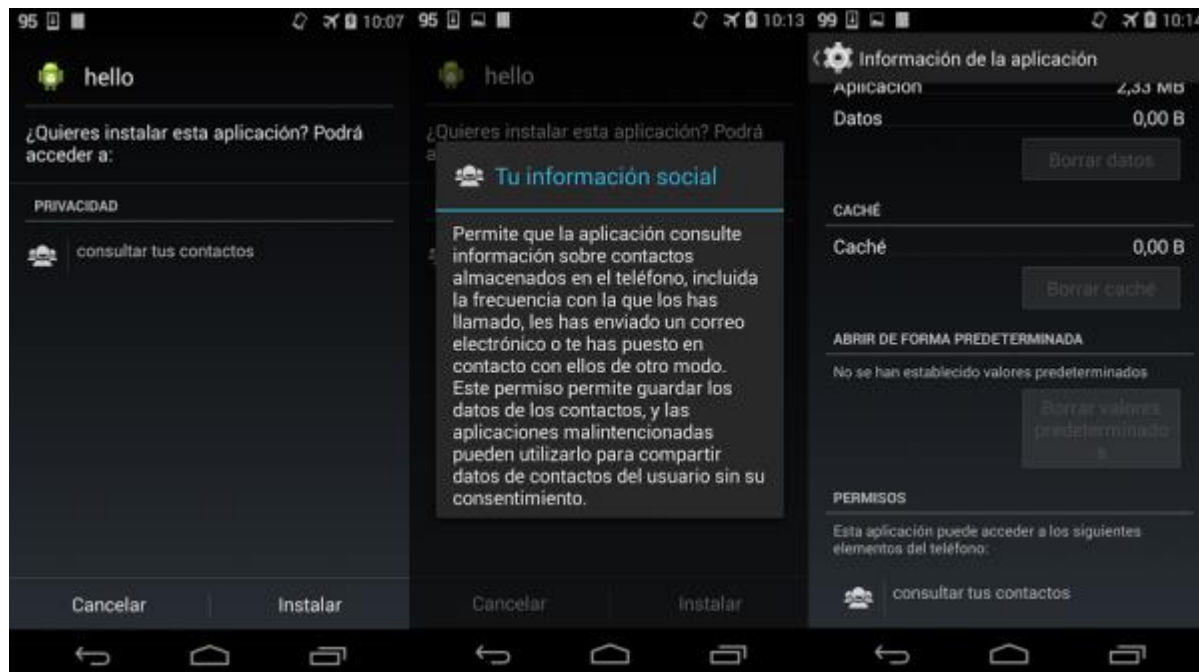 95
10:07
hello
¿Quieres instalar esta aplicación? Podrá
acceder a:
PRIVACIDAD
consultar tus contactos
Cancelar
Instalar
95
10:13
hello
¿Quieres instalar esta aplicación? Podrá
a
Tu información social
Permite que la aplicación consulte
información sobre contactos
almacenados en el teléfono, incluida
la frecuencia con la que los has
llamado, les has enviado un correo
electrónico o te has puesto en
contacto con ellos de otro modo.
Este permiso permite guardar los
datos de los contactos, y las
aplicaciones malintencionadas
pueden utilizarlo para compartir
datos de contactos del usuario sin su
consentimiento.
Cancelar
Instalar
99
10:14
Información de la aplicación
Aplicación 2,33 MB
Datos 0,00 B
Borrar datos
CACHÉ
Caché 0,00 B
Borrar caché
ABRIR DE FORMA PREDETERMINADA
No se han establecido valores predeterminados
Borrar valores
predeterminado
s
PERMISOS
Esta aplicación puede acceder a los siguientes
elementos del teléfono:
consultar tus contactos